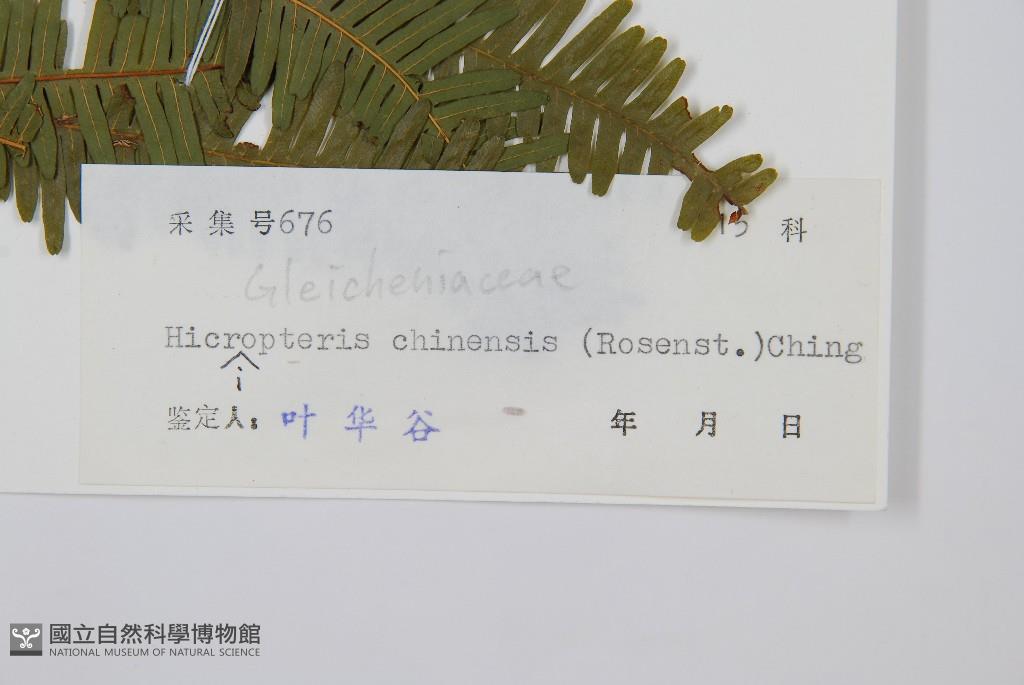 采集号676 15 科
Gleicheniaceae
Hicropteris chinensis (Rosenst.)Ching
i
鉴定人: 叶华谷 年 月 日
國立自然科學博物館
NATIONAL MUSEUM OF NATURAL SCIENCE